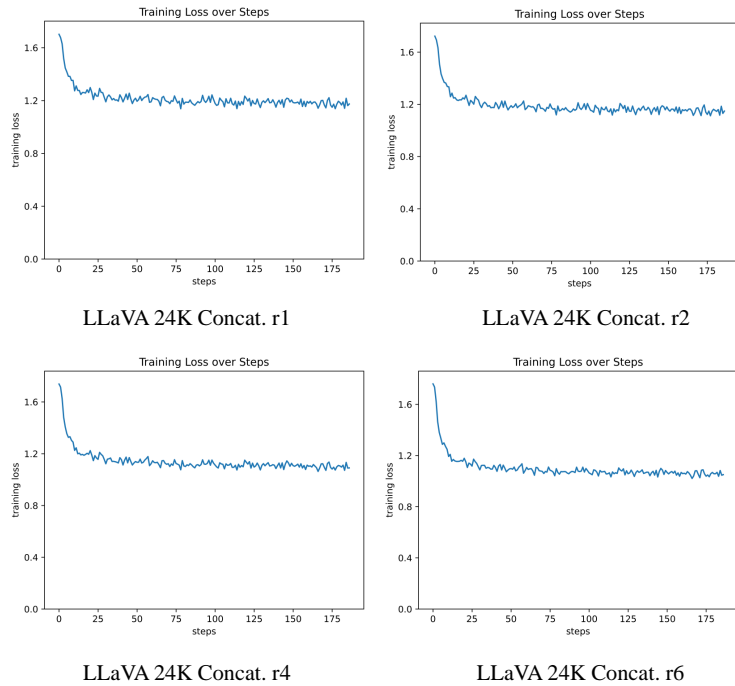 Training Loss over Steps
1.6
1.2
0.8
0.4
0.0
training loss
0 25 50 75 100 125 150 175
steps
LLaVA 24K Concat. r1
Training Loss over Steps
1.6
1.2
0.8
0.4
0.0
training loss
0 25 50 75 100 125 150 175
steps
LLaVA 24K Concat. r2
Training Loss over Steps
1.6
1.2
0.8
0.4
0.0
training loss
0 25 50 75 100 125 150 175
steps
LLaVA 24K Concat. r4
Training Loss over Steps
1.6
1.2
0.8
0.4
0.0
training loss
0 25 50 75 100 125 150 175
steps
LLaVA 24K Concat. r6